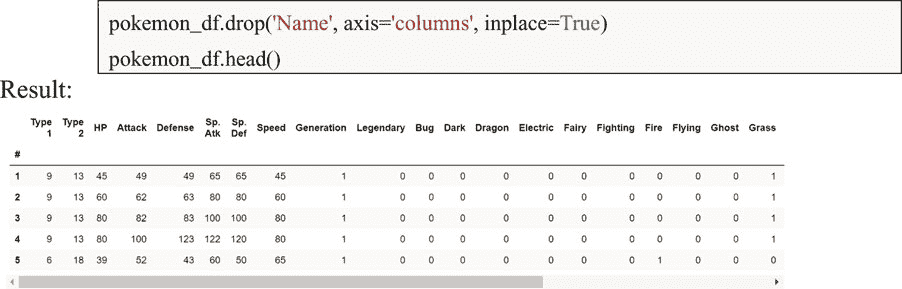 pokemon_df.drop('Name', axis='columns', inplace=True)
pokemon_df.head()
Result:
Type 1 Type 2 HP Attack Defense Sp. Atk Sp. Def Speed Generation Legendary Bug Dark Dragon Electric Fairy Fighting Fire Flying Ghost Grass
#
1 9 13 45 49 49 65 65 45 1 0 0 0 0 0 0 0 0 0 0 1
2 9 13 60 62 63 80 80 60 1 0 0 0 0 0 0 0 0 0 0 1
3 9 13 80 82 83 100 100 80 1 0 0 0 0 0 0 0 0 0 0 1
4 9 13 80 100 123 122 120 80 1 0 0 0 0 0 0 0 0 0 0 1
5 6 18 39 52 43 60 50 65 1 0 0 0 0 0 0 0 1 0 0 0